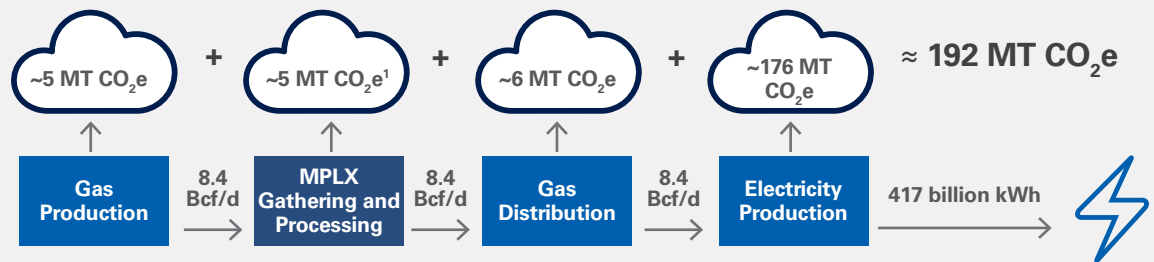 ~5 MT CO₂e
+
~5 MT CO₂e¹
+
~6 MT CO₂e
+
~176 MT
CO₂e
≈ 192 MT CO₂e
Gas
Production
8.4
Bcf/d
MPLX
Gathering and
Processing
8.4
Bcf/d
Gas
Distribution
8.4
Bcf/d
Electricity
Production
417 billion kWh